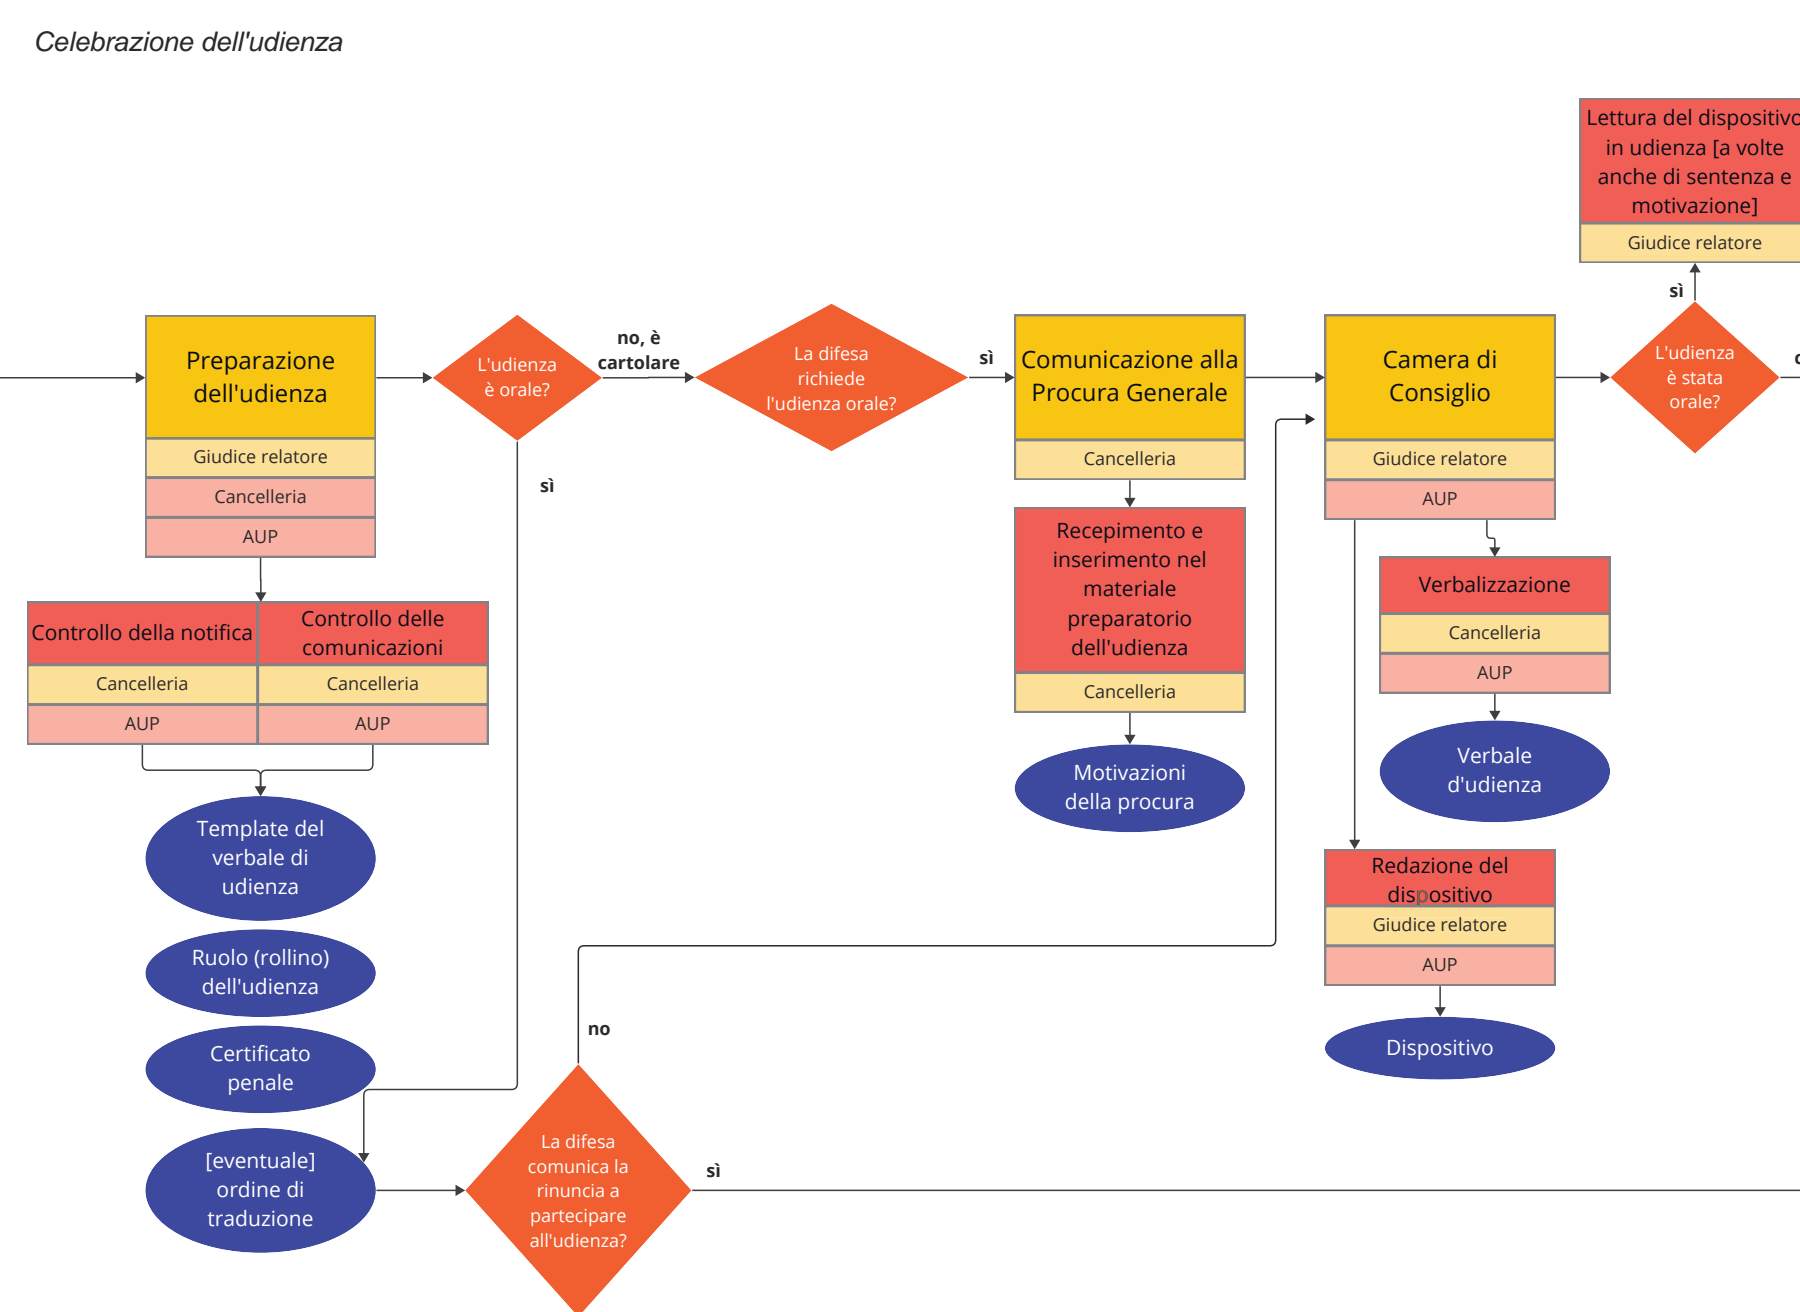 Celebrazione dell'udienza
Lettura del dispositivo
in udienza [a volte
anche di sentenza e
motivazione]
Giudice relatore
sì
Preparazione
dell'udienza
Giudice relatore
Cancelleria
AUP
L'udienza
è orale?
no, è
cartolare
sì
La difesa
richiede
l'udienza orale?
sì
Comunicazione alla
Procura Generale
Cancelleria
Camera di
Consiglio
Giudice relatore
AUP
L'udienza
è stata
orale?
Controllo della notifica
Cancelleria
AUP
Controllo delle
comunicazioni
Cancelleria
AUP
Recepimento e
inserimento nel
materiale
preparatorio
dell'udienza
Cancelleria
Motivazioni
della procura
Verbalizzazione
Cancelleria
AUP
Verbale
d'udienza
Template del
verbale di
udienza
Ruolo (rollino)
dell'udienza
Certificato
penale
[eventuale]
ordine di
traduzione
Redazione del
dispositivo
Giudice relatore
AUP
Dispositivo
no
La difesa
comunica la
rinuncia a
partecipare
all'udienza?
sì